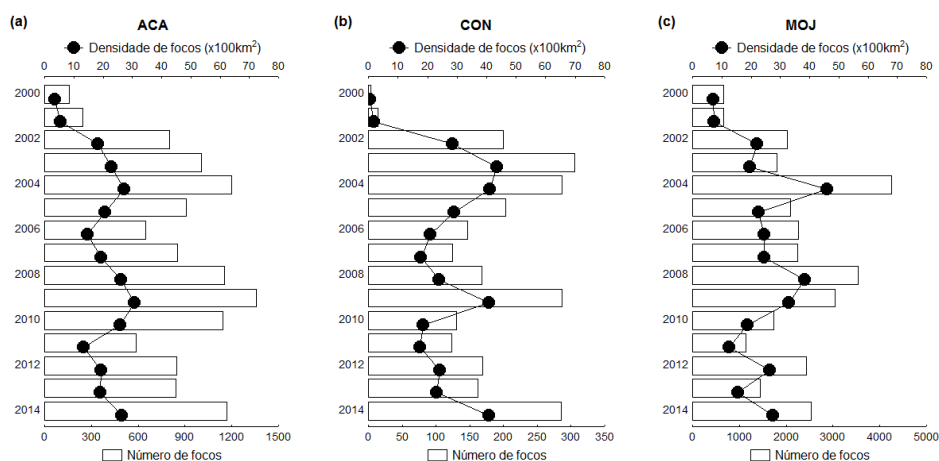 (a) ACA
Densidade de focos (x100km²)
0 10 20 30 40 50 60 70 80
2000
2002
2004
2006
2008
2010
2012
2014
0 300 600 900 1200 1500
Número de focos
(b) CON
Densidade de focos (x100km²)
0 10 20 30 40 50 60 70 80
2000
2002
2004
2006
2008
2010
2012
2014
0 50 100 150 200 250 300 350
Número de focos
(c) MOJ
Densidade de focos (x100km²)
0 10 20 30 40 50 60 70 80
2000
2002
2004
2006
2008
2010
2012
2014
0 1000 2000 3000 4000 5000
Número de focos